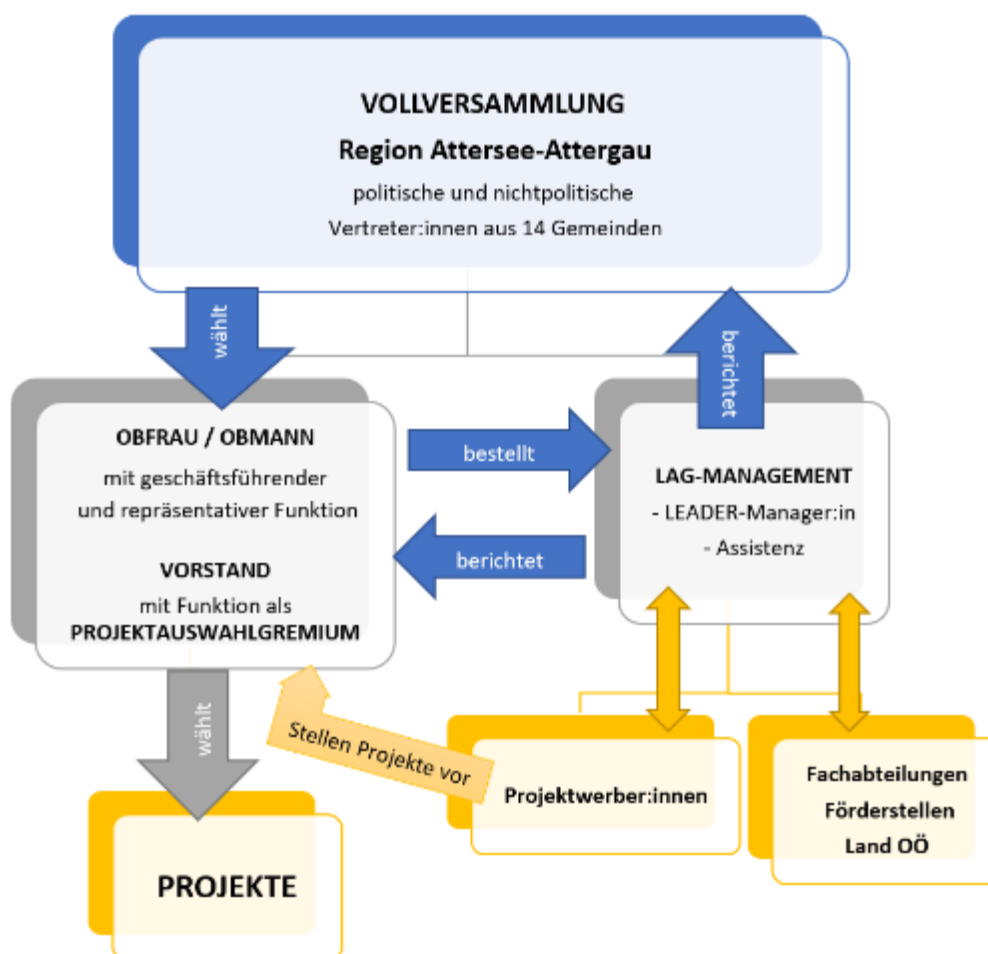 VOLLVERSAMMLUNG
Region Attersee-Attergau
politische und nichtpolitische
Vertreter:innen aus 14 Gemeinden
wählt
berichtet
OBFRAU / OBMANN
mit geschäftsführender
und repräsentativer Funktion
VORSTAND
mit Funktion als
PROJEKTAUSWAHLGREMIUM
bestellt
berichtet
LAG-MANAGEMENT
- LEADER-Manager:in
- Assistenz
wählt
Stellen Projekte vor
Projektwerber:innen
Fachabteilungen
Förderstellen
Land OÖ
PROJEKTE